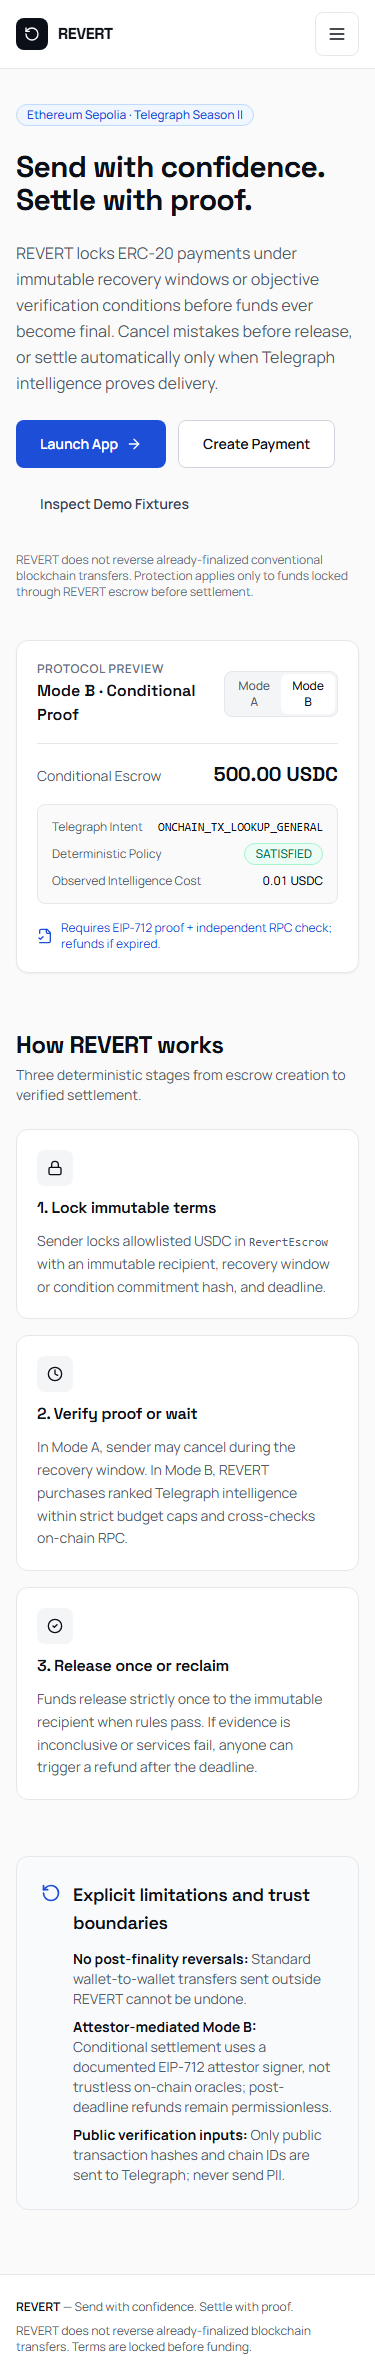 REVERT
Ethereum Sepolia · Telegraph Season II
Send with confidence.
Settle with proof.
REVERT locks ERC-20 payments under
immutable recovery windows or objective
verification conditions before funds ever
become final. Cancel mistakes before release,
or settle automatically only when Telegraph
intelligence proves delivery.
Launch App →
Create Payment
Inspect Demo Fixtures
REVERT does not reverse already-finalized conventional
blockchain transfers. Protection applies only to funds locked
through REVERT escrow before settlement.
PROTOCOL PREVIEW
Mode B · Conditional
Proof
Mode
A
Mode
B
Conditional Escrow 500.00 USDC
Telegraph Intent ONCHAIN_TX_LOOKUP_GENERAL
Deterministic Policy SATISFIED
Observed Intelligence Cost 0.01 USDC
Requires EIP-712 proof + independent RPC check;
refunds if expired.
How REVERT works
Three deterministic stages from escrow creation to
verified settlement.
1. Lock immutable terms
Sender locks allowlisted USDC in RevertEscrow
with an immutable recipient, recovery window
or condition commitment hash, and deadline.
2. Verify proof or wait
In Mode A, sender may cancel during the
recovery window. In Mode B, REVERT
purchases ranked Telegraph intelligence
within strict budget caps and cross-checks
on-chain RPC.
3. Release once or reclaim
Funds release strictly once to the immutable
recipient when rules pass. If evidence is
inconclusive or services fail, anyone can
trigger a refund after the deadline.
Explicit limitations and trust
boundaries
No post-finality reversals: Standard
wallet-to-wallet transfers sent outside
REVERT cannot be undone.
Attestor-mediated Mode B:
Conditional settlement uses a
documented EIP-712 attestor signer, not
trustless on-chain oracles; post-
deadline refunds remain permissionless.
Public verification inputs: Only public
transaction hashes and chain IDs are
sent to Telegraph; never send PII.
REVERT — Send with confidence. Settle with proof.
REVERT does not reverse already-finalized blockchain
transfers. Terms are locked before funding.